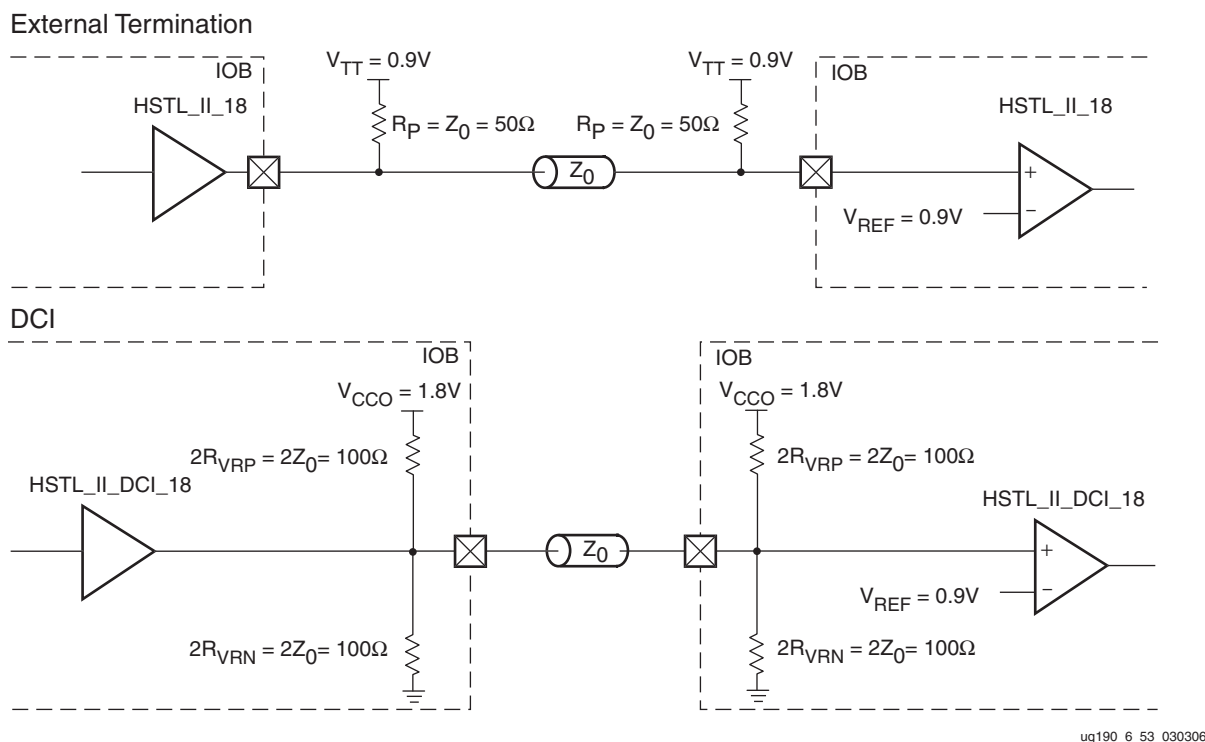 External Termination
IOB
V_TT = 0.9V
V_TT = 0.9V
IOB
HSTL_II_18
HSTL_II_18
R_P = Z_0 = 50Ω
R_P = Z_0 = 50Ω
Z_0
+
–
V_REF = 0.9V
DCI
IOB
IOB
V_CCO = 1.8V
V_CCO = 1.8V
2R_VRP = 2Z_0= 100Ω
2R_VRP = 2Z_0= 100Ω
HSTL_II_DCI_18
HSTL_II_DCI_18
Z_0
+
–
V_REF = 0.9V
2R_VRN = 2Z_0= 100Ω
2R_VRN = 2Z_0= 100Ω
ug190_6_53_030306